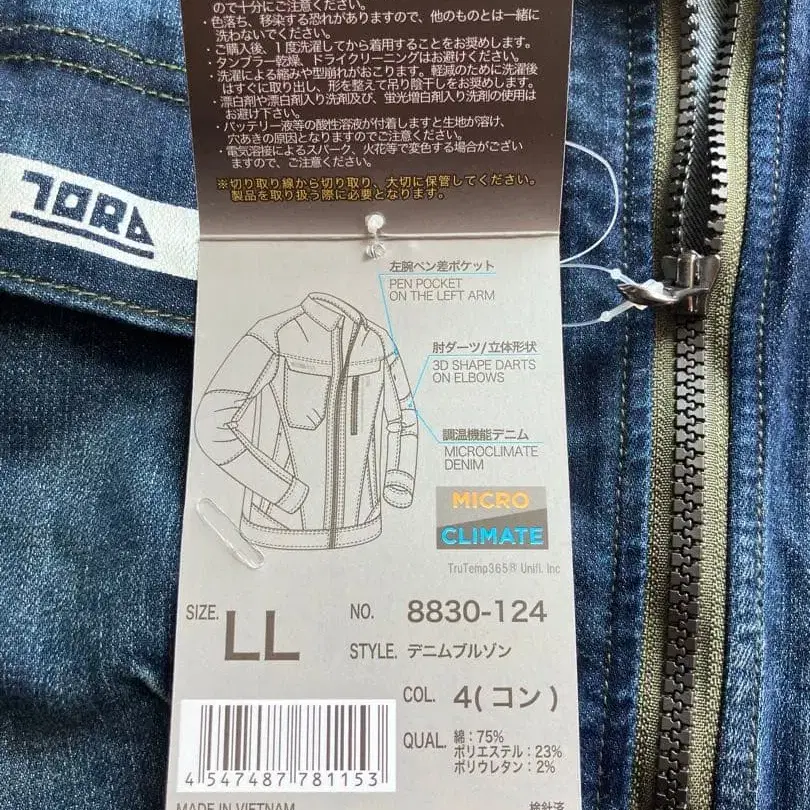 ので十分にご注意ください。
・色落ち、移染する恐れがありますので、他のものとは一緒に
洗わないでください。
・ご購入後、1度洗濯してから着用することをお奨めします。
・タンブラー乾燥、ドライクリーニングはお避けください。
・洗濯による縮みや型崩れがおこります。軽減のために洗濯後
はすぐに取り出し、形を整えて吊り陰干しをお奨めします。
・漂白剤や漂白剤入り洗剤及び、蛍光増白剤入り洗剤の使用は
お避け下さい。
・バッテリー液等の酸性溶液が付着しますと生地が溶け、
穴あきの原因となりますのでご注意ください。
・電気溶接によるスパーク、火花等で変色する場合がござい
ますので、ご注意ください。
※切り取り線から切り取り、大切に保管してください。
製品を取り扱う際に必要となります。
TORA
左腕ペン差ポケット
PEN POCKET
ON THE LEFT ARM
肘ダーツ/立体形状
3D SHAPE DARTS
ON ELBOWS
調温機能デニム
MICROCLIMATE
DENIM
MICRO
CLIMATE
TruTemp365® Unifi, Inc
SIZE. LL
NO. 8830-124
STYLE. デニムブルゾン
COL. 4(コン)
QUAL. 綿:75%
ポリエステル:23%
ポリウレタン:2%
4 547487 781153
MADE IN VIETNAM
検針済